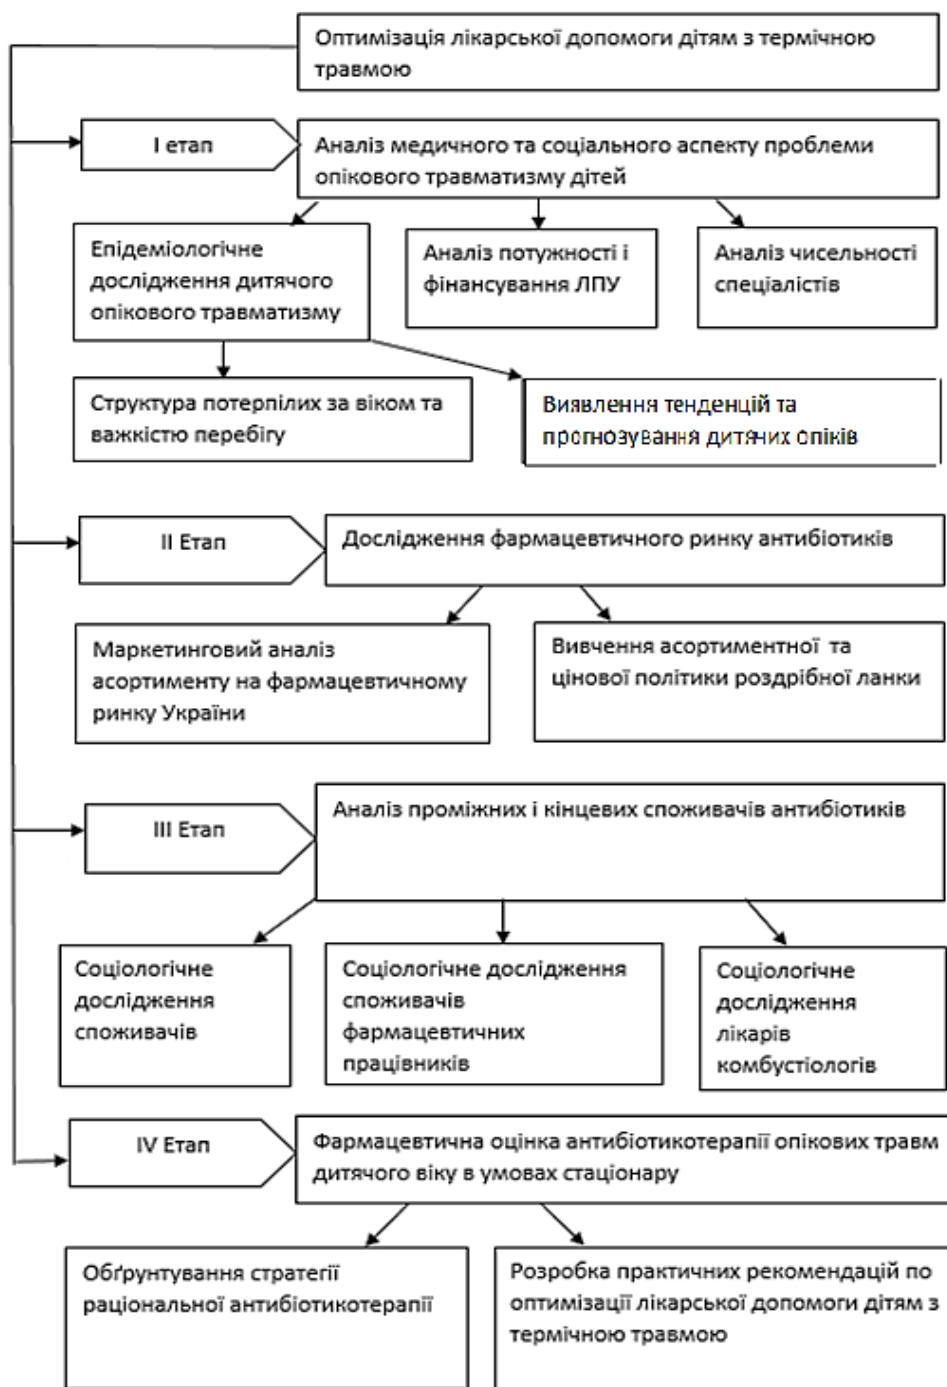 Оптимізація лікарської допомоги дітям з термічною
травмою
І етап
Аналіз медичного та соціального аспекту проблеми
опікового травматизму дітей
Епідеміологічне
дослідження дитячого
опікового травматизму
Аналіз потужності і
фінансування ЛПУ
Аналіз чисельності
спеціалістів
Структура потерпілих за віком та
важкістю перебігу
Виявлення тенденцій та
прогнозування дитячих опіків
ІІ Етап
Дослідження фармацевтичного ринку антибіотиків
Маркетинговий аналіз
асортименту на фармацевтичному
ринку України
Вивчення асортиментної та
цінової політики роздрібної ланки
ІІІ Етап
Аналіз проміжних і кінцевих споживачів антибіотиків
Соціологічне
дослідження
споживачів
Соціологічне дослідження
споживачів
фармацевтичних
працівників
Соціологічне
дослідження
лікарів
комбустіологів
IV Етап
Фармацевтична оцінка антибіотикотерапії опікових травм
дитячого віку в умовах стаціонару
Обґрунтування стратегії
раціональної антибіотикотерапії
Розробка практичних рекомендацій по
оптимізації лікарської допомоги дітям з
термічною травмою